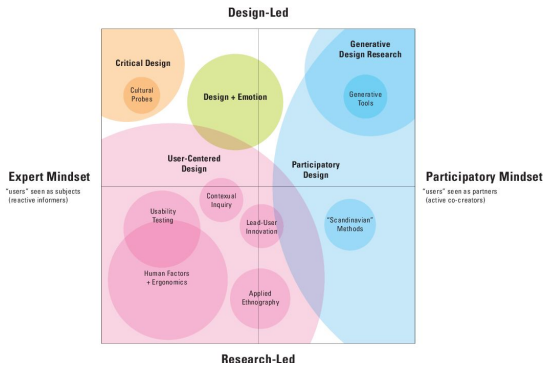 Design-Led
Generative
Design Research
Critical Design
Cultural
Probes
Design + Emotion
Generative
Tools
User-Centered
Design
Participatory
Design
Expert Mindset
"users" seen as subjects
(reactive informers)
Participatory Mindset
"users" seen as partners
(active co-creators)
Contexual
Inquiry
Usability
Testing
Lead-User
Innovation
"Scandinavian"
Methods
Human Factors
+ Ergonomics
Applied
Ethnography
Research-Led